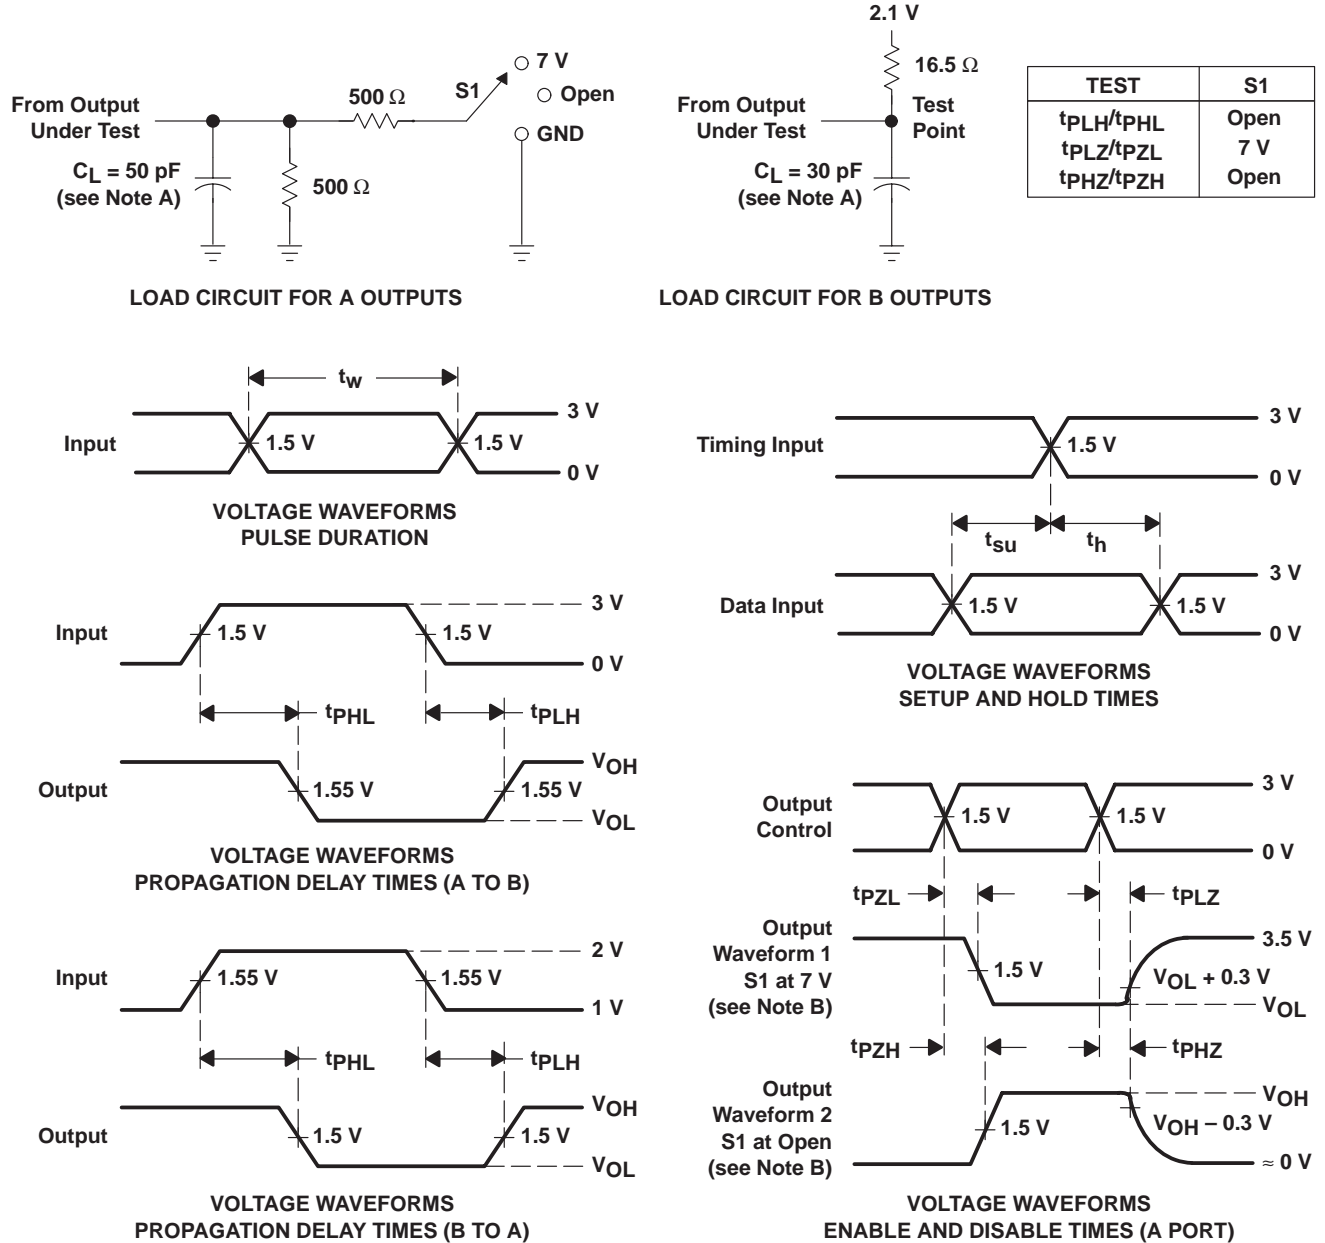 7 V
S1
Open
500 Ω
From Output
Under Test
GND
CL = 50 pF
(see Note A)
500 Ω
LOAD CIRCUIT FOR A OUTPUTS
2.1 V
16.5 Ω
From Output
Under Test
Test
Point
CL = 30 pF
(see Note A)
LOAD CIRCUIT FOR B OUTPUTS
TEST S1
tPLH/tPHL Open
tPLZ/tPZL 7 V
tPHZ/tPZH Open
tw
3 V
Input
1.5 V 1.5 V
0 V
VOLTAGE WAVEFORMS
PULSE DURATION
3 V
Timing Input
1.5 V
0 V
tsu th
3 V
Data Input
1.5 V 1.5 V
0 V
VOLTAGE WAVEFORMS
SETUP AND HOLD TIMES
3 V
Input
1.5 V 1.5 V
0 V
tPHL tPLH
VOH
Output
1.55 V 1.55 V
VOL
VOLTAGE WAVEFORMS
PROPAGATION DELAY TIMES (A TO B)
2 V
Input
1.55 V 1.55 V
1 V
tPHL tPLH
VOH
Output
1.5 V 1.5 V
VOL
VOLTAGE WAVEFORMS
PROPAGATION DELAY TIMES (B TO A)
3 V
Output
Control
1.5 V 1.5 V
0 V
tPZL tPLZ
Output
Waveform 1
S1 at 7 V
(see Note B)
3.5 V
1.5 V
VOL + 0.3 V
VOL
tPZH tPHZ
Output
Waveform 2
S1 at Open
(see Note B)
VOH
1.5 V
VOH – 0.3 V
≈ 0 V
VOLTAGE WAVEFORMS
ENABLE AND DISABLE TIMES (A PORT)